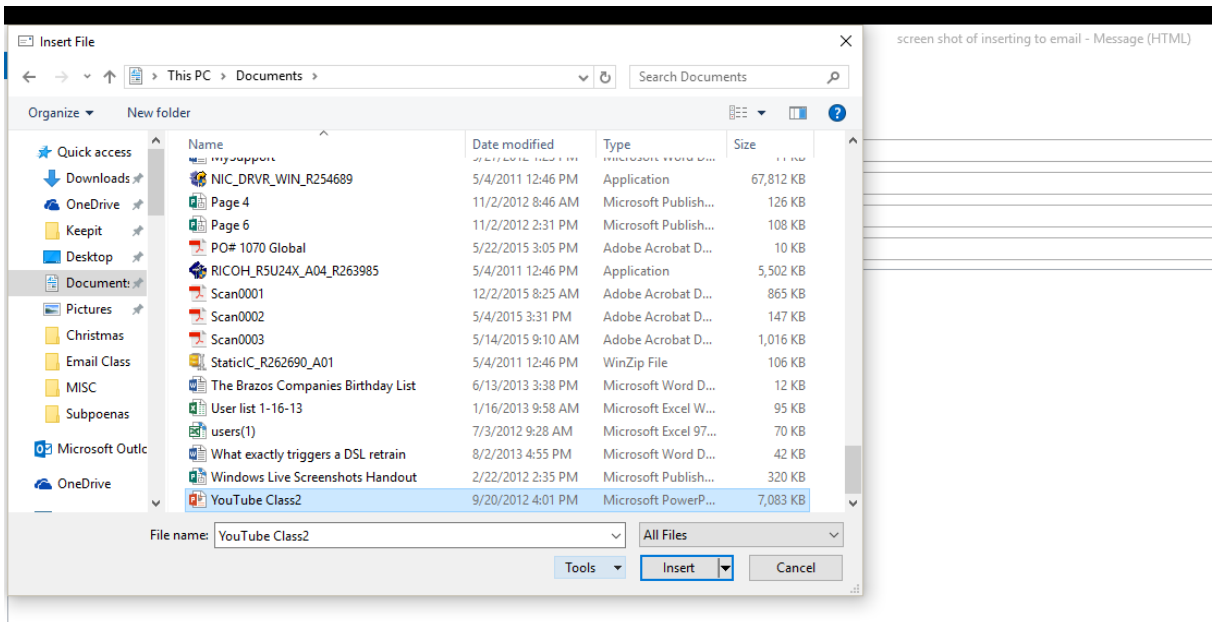 Insert File
screen shot of inserting to email - Message (HTML)
This PC > Documents >
Search Documents
Organize
New folder
Name Date modified Type Size
Quick access
MySupport
Downloads
NIC_DRVR_WIN_R254689 5/4/2011 12:46 PM Application 67,812 KB
OneDrive
Page 4 11/2/2012 8:46 AM Microsoft Publish... 126 KB
Keepit
Page 6 11/2/2012 2:31 PM Microsoft Publish... 108 KB
Desktop
PO# 1070 Global 5/22/2015 3:05 PM Adobe Acrobat D... 10 KB
RICOH_R5U24X_A04_R263985 5/4/2011 12:46 PM Application 5,502 KB
Document
Scan0001 12/2/2015 8:25 AM Adobe Acrobat D... 865 KB
Pictures
Scan0002 5/4/2015 3:31 PM Adobe Acrobat D... 147 KB
Christmas
Scan0003 5/14/2015 9:10 AM Adobe Acrobat D... 1,016 KB
Email Class
StaticIC_R262690_A01 5/4/2011 12:46 PM WinZip File 106 KB
MISC
The Brazos Companies Birthday List 6/13/2013 3:38 PM Microsoft Word D... 12 KB
Subpoenas
User list 1-16-13 1/16/2013 9:58 AM Microsoft Excel W... 95 KB
users(1) 7/3/2012 9:28 AM Microsoft Excel 97... 70 KB
Microsoft Outlc
What exactly triggers a DSL retrain 8/2/2013 4:55 PM Microsoft Word D... 42 KB
Windows Live Screenshots Handout 2/22/2012 2:35 PM Microsoft Publish... 320 KB
OneDrive
YouTube Class2 9/20/2012 4:01 PM Microsoft PowerP... 7,083 KB
File name: YouTube Class2
All Files
Tools
Insert
Cancel